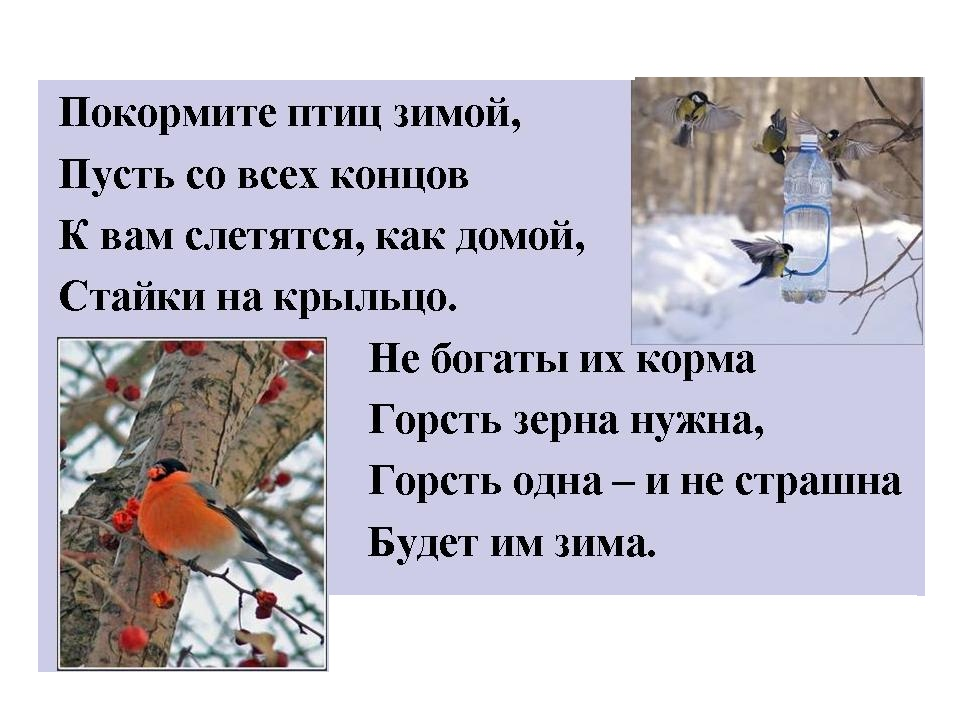 Покормите птиц зимой,
Пусть со всех концов
К вам слетятся, как домой,
Стайки на крыльцо.
Не богаты их корма
Горсть зерна нужна,
Горсть одна – и не страшна
Будет им зима.